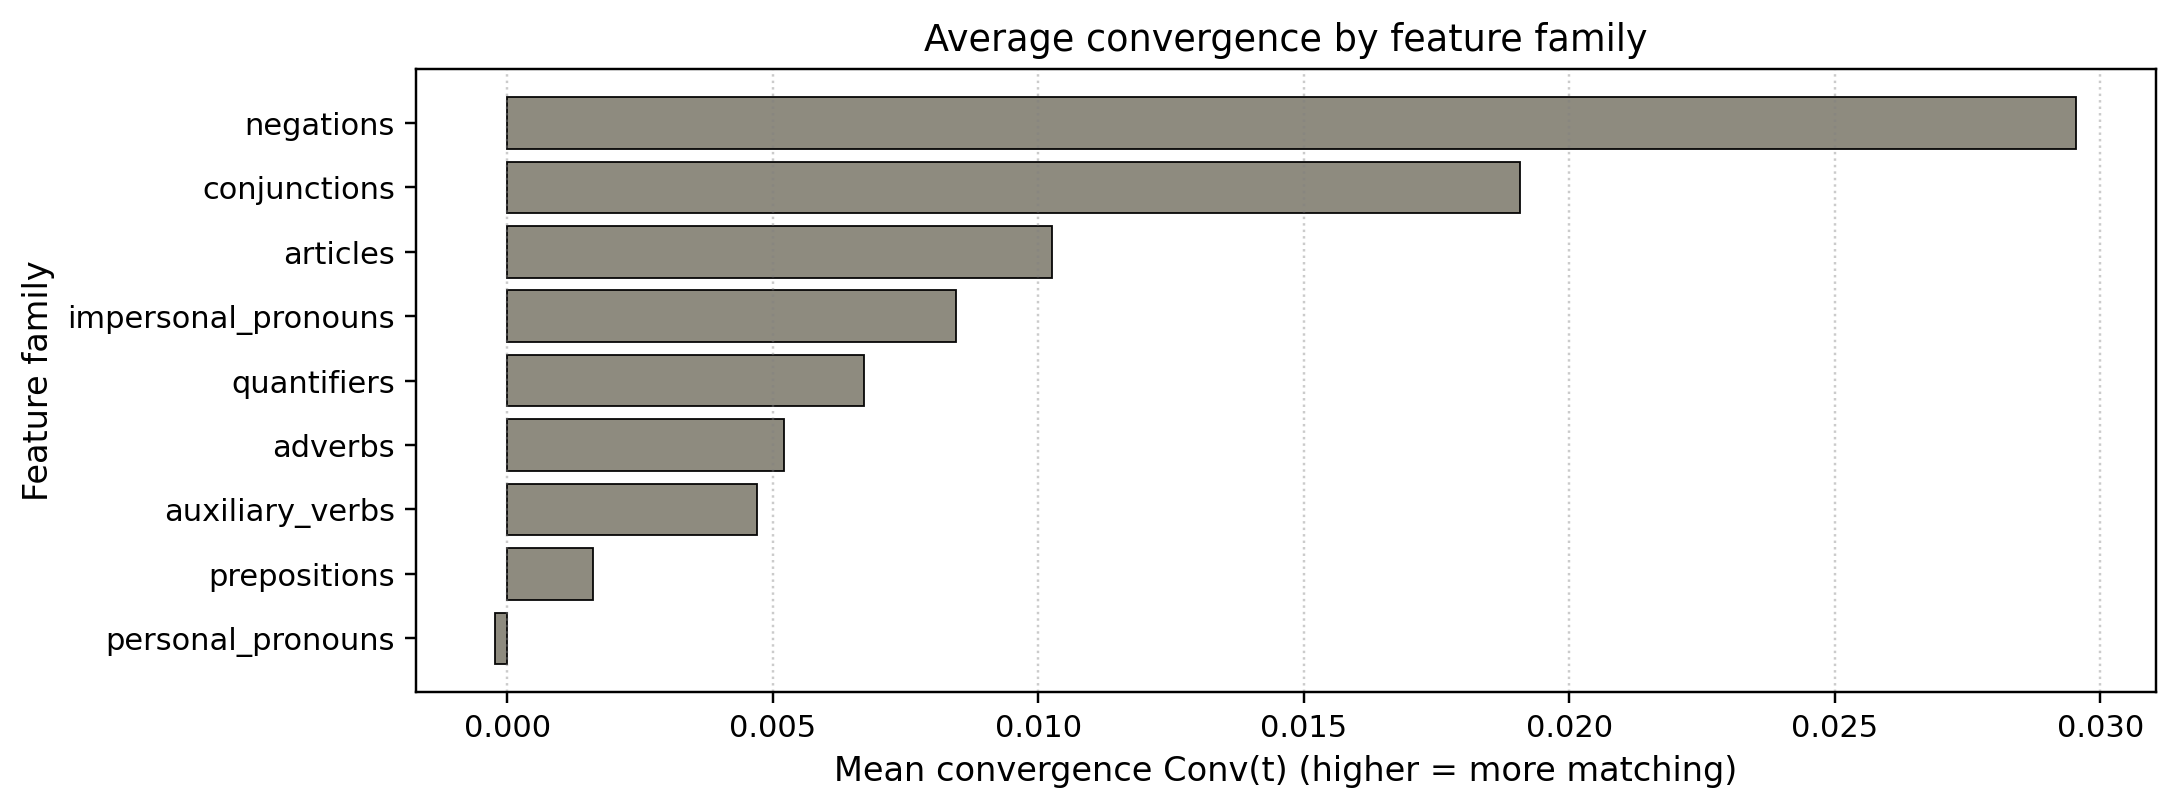 Average convergence by feature family
Feature family
negations
conjunctions
articles
impersonal_pronouns
quantifiers
adverbs
auxiliary_verbs
prepositions
personal_pronouns
0.000 0.005 0.010 0.015 0.020 0.025 0.030
Mean convergence Conv(t) (higher = more matching)